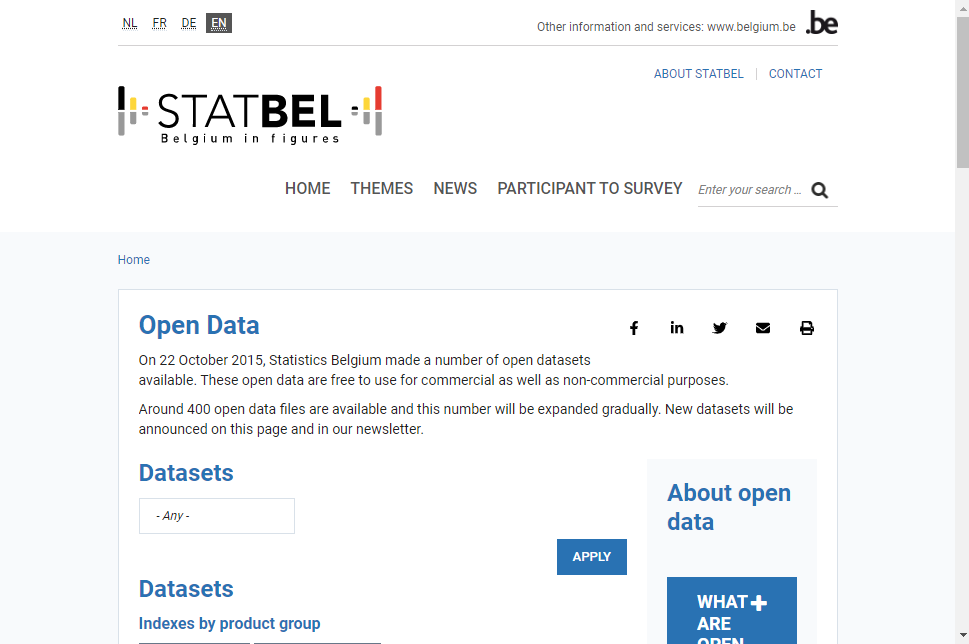 NL FR DE EN
Other information and services: www.belgium.be .be
ABOUT STATBEL CONTACT
STATBEL
Belgium in figures
HOME THEMES NEWS PARTICIPANT TO SURVEY Enter your search ...
Home
Open Data
On 22 October 2015, Statistics Belgium made a number of open datasets
available. These open data are free to use for commercial as well as non-commercial purposes.
Around 400 open data files are available and this number will be expanded gradually. New datasets will be
announced on this page and in our newsletter.
Datasets
- Any -
APPLY
Datasets
Indexes by product group
About open
data
WHAT
ARE
OPEN